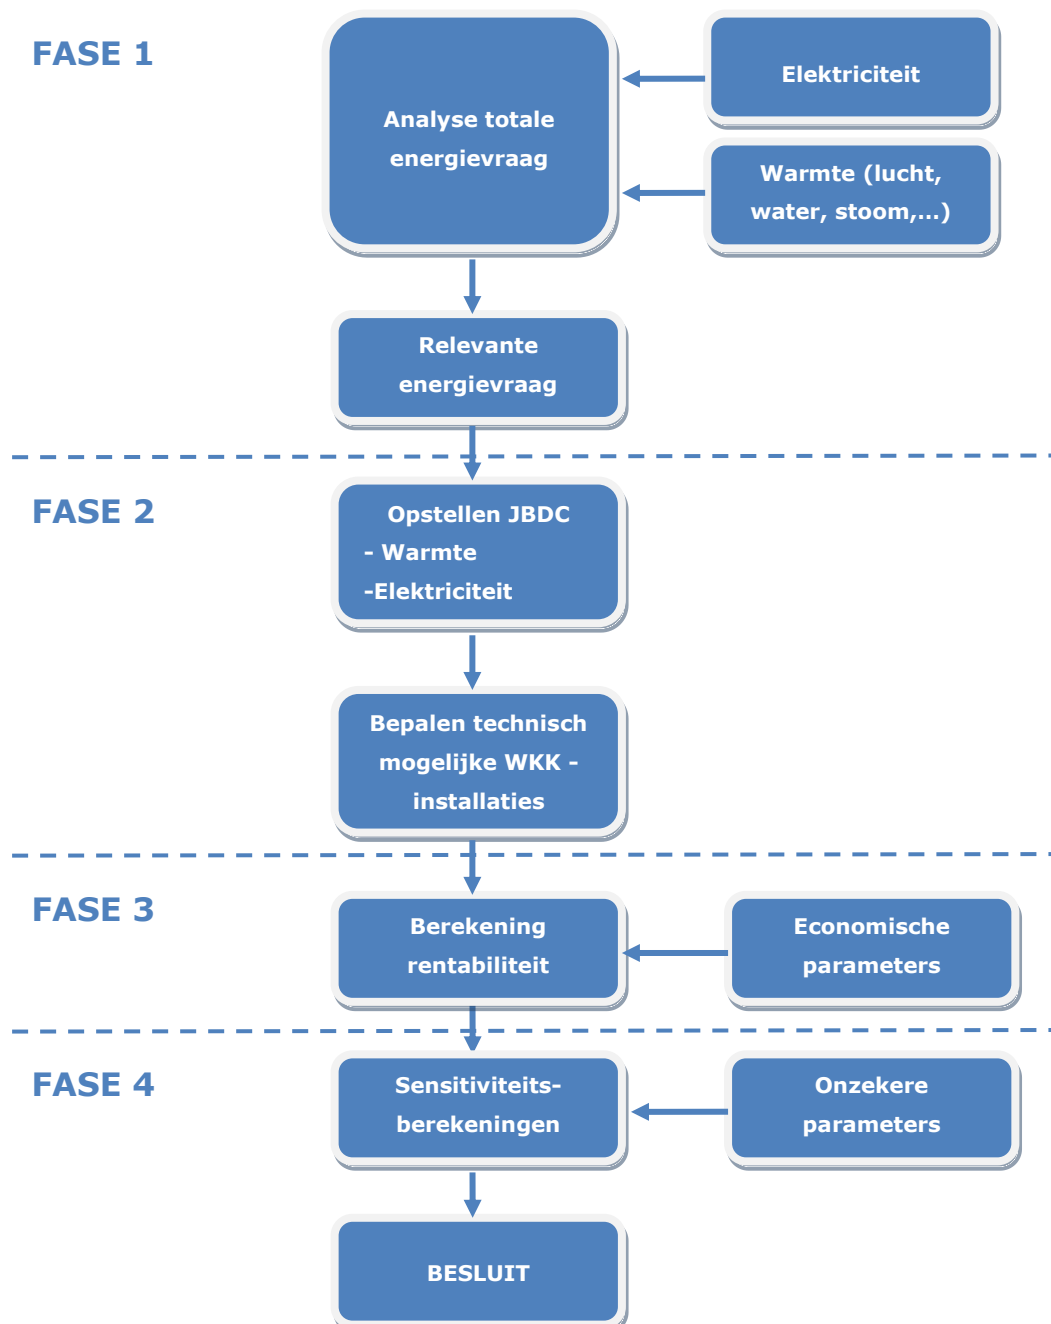 FASE 1
Analyse totale
energievraag
Elektriciteit
Warmte (lucht,
water, stoom,...)
Relevante
energievraag
FASE 2
Opstellen JBDC
- Warmte
-Elektriciteit
Bepalen technisch
mogelijke WKK -
installaties
FASE 3
Berekening
rentabiliteit
Economische
parameters
FASE 4
Sensitiviteits-
berekeningen
Onzekere
parameters
BESLUIT